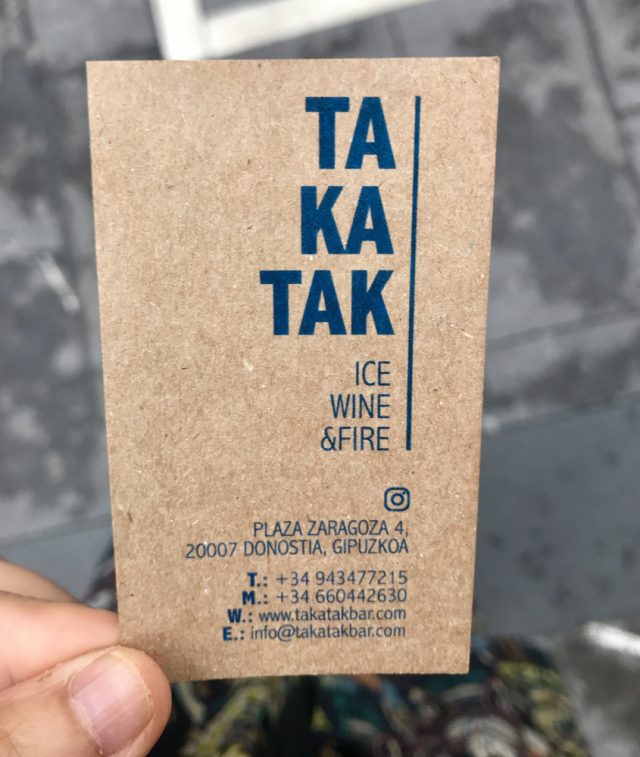 TA
KA
TAK
ICE
WINE
&FIRE
PLAZA ZARAGOZA 4,
20007 DONOSTIA, GIPUZKOA
T.: +34 943477215
M.: +34 660442630
W.: www.takatakbar.com
E.: info@takatakbar.com